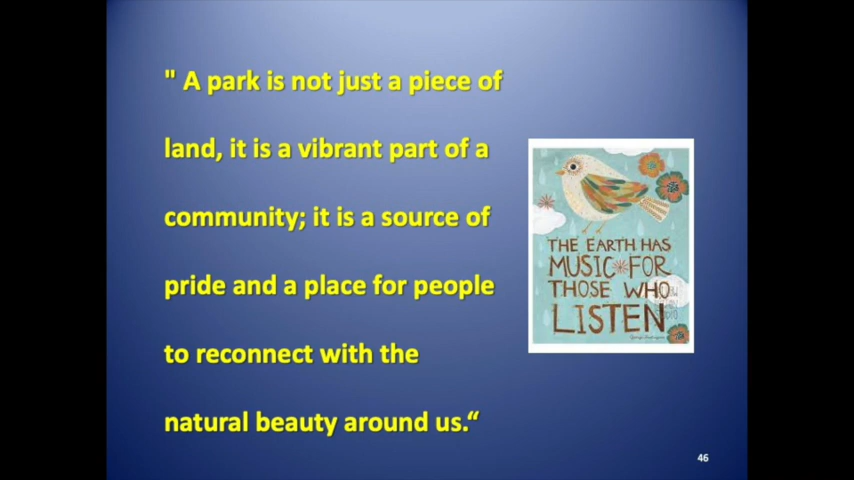 " A park is not just a piece of
land, it is a vibrant part of a
community; it is a source of
pride and a place for people
to reconnect with the
natural beauty around us.“
THE EARTH HAS
MUSIC FOR
THOSE WHO
LISTEN
46